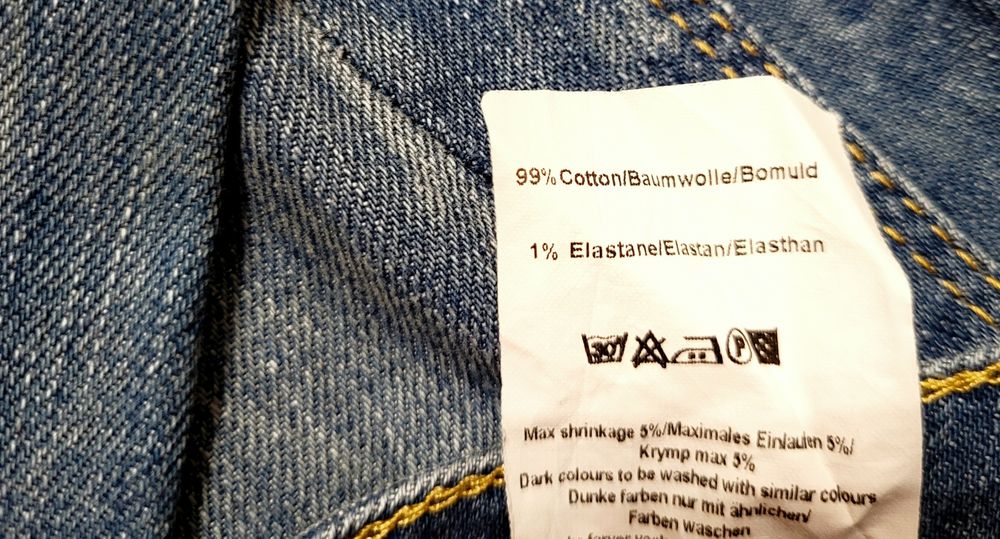 99% Cotton/Baumwolle/Bomuld
1% Elastane/Elastan/Elasthan
30 P
Max shrinkage 5%/Maximales Einlaufen 5%/
Krymp max 5%
Dark colours to be washed with similar colours
Dunke farben nur mit ähnlichen/
Farben waschen